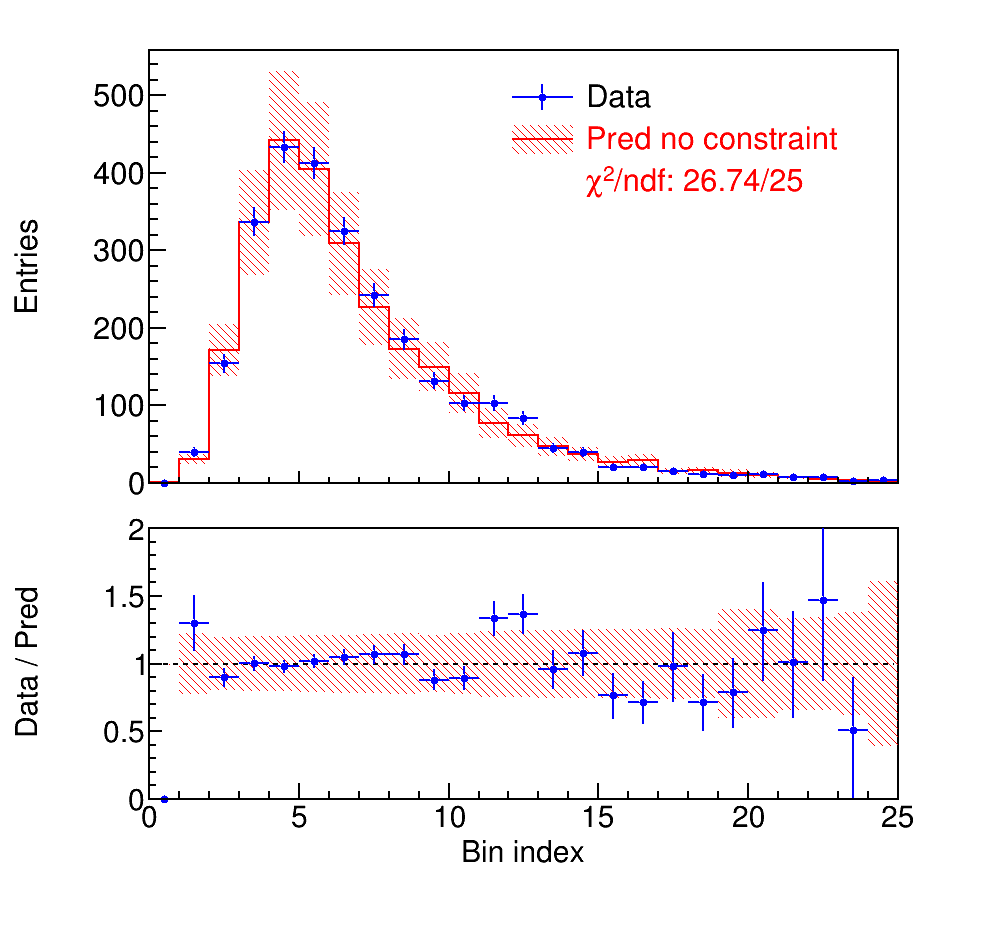 500
400
300
200
100
0
Entries
Data
Pred no constraint
χ²/ndf: 26.74/25
2
1.5
1
0.5
0
Data / Pred
0 5 10 15 20 25
Bin index